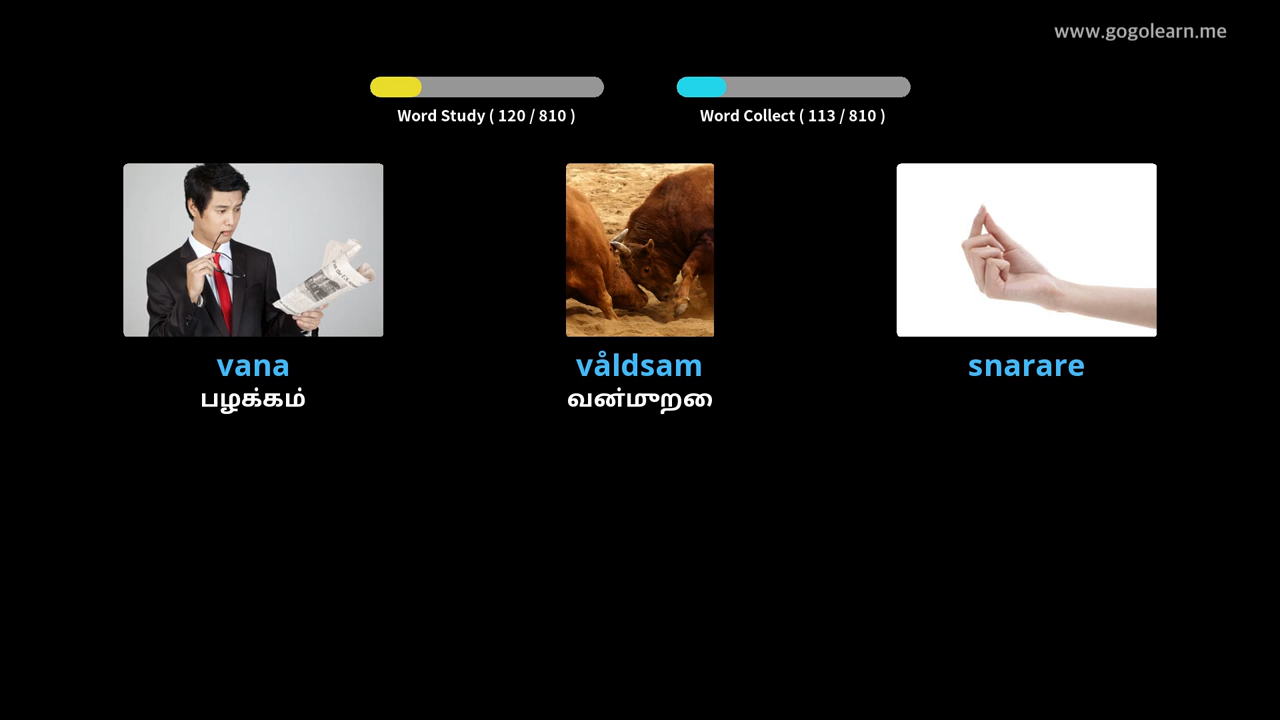 www.gogolearn.me
Word Study ( 120 / 810 )
Word Collect ( 113 / 810 )
vana
பழக்கம்
våldsam
வன்முறை
snarare